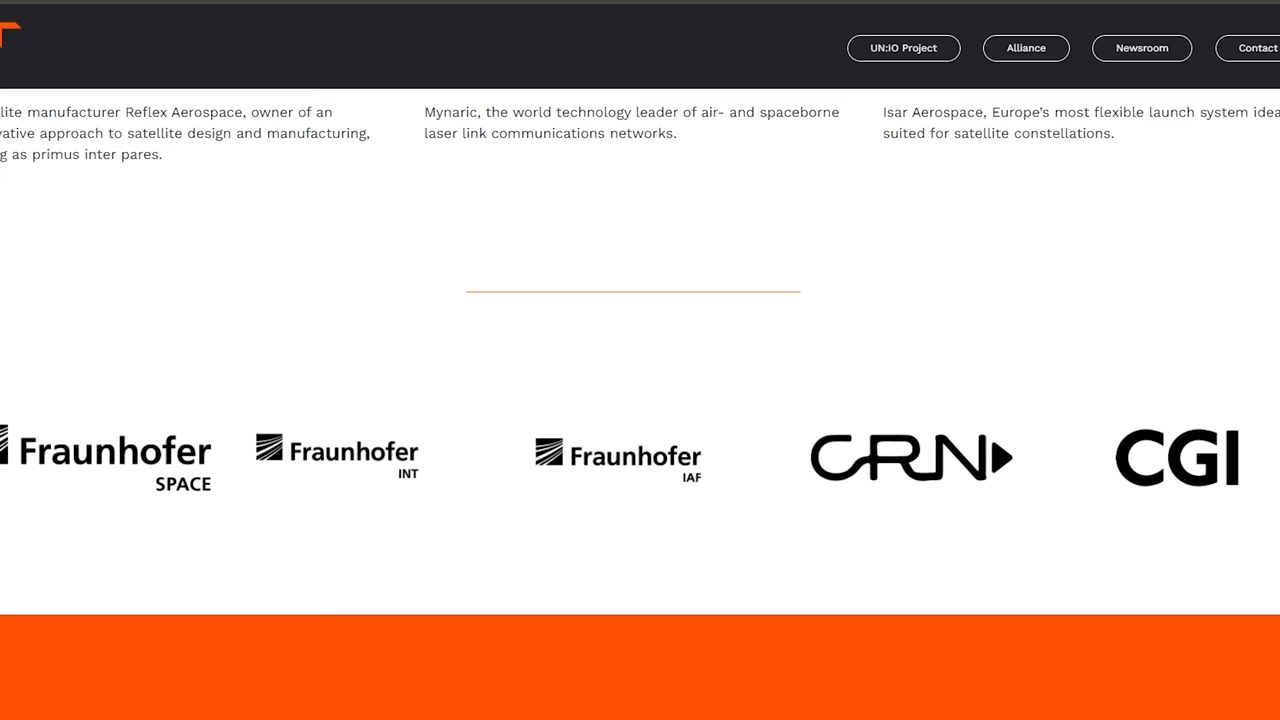 UN:IO Project
Alliance
Newsroom
Contact
lite manufacturer Reflex Aerospace, owner of an
vative approach to satellite design and manufacturing,
g as primus inter pares.
Mynaric, the world technology leader of air- and spaceborne
laser link communications networks.
Isar Aerospace, Europe’s most flexible launch system idea
suited for satellite constellations.
Fraunhofer
SPACE
Fraunhofer
INT
Fraunhofer
IAF
CRN
CGI